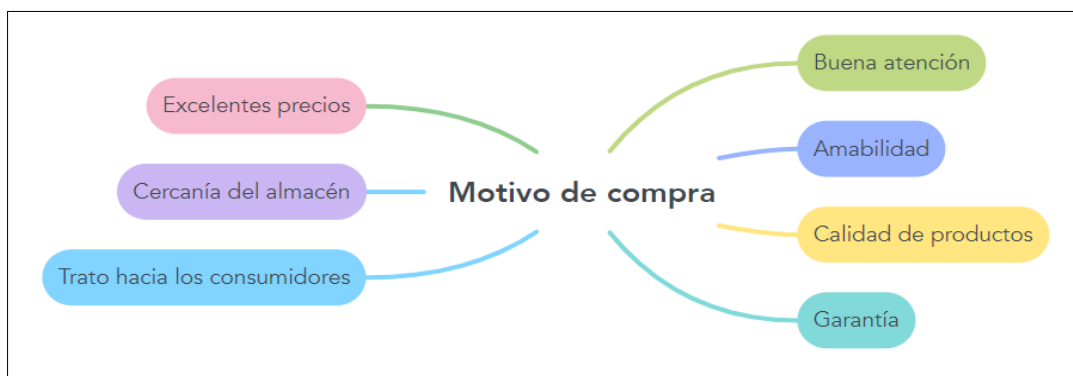 Motivo de compra
Excelentes precios
Cercanía del almacén
Trato hacia los consumidores
Buena atención
Amabilidad
Calidad de productos
Garantía